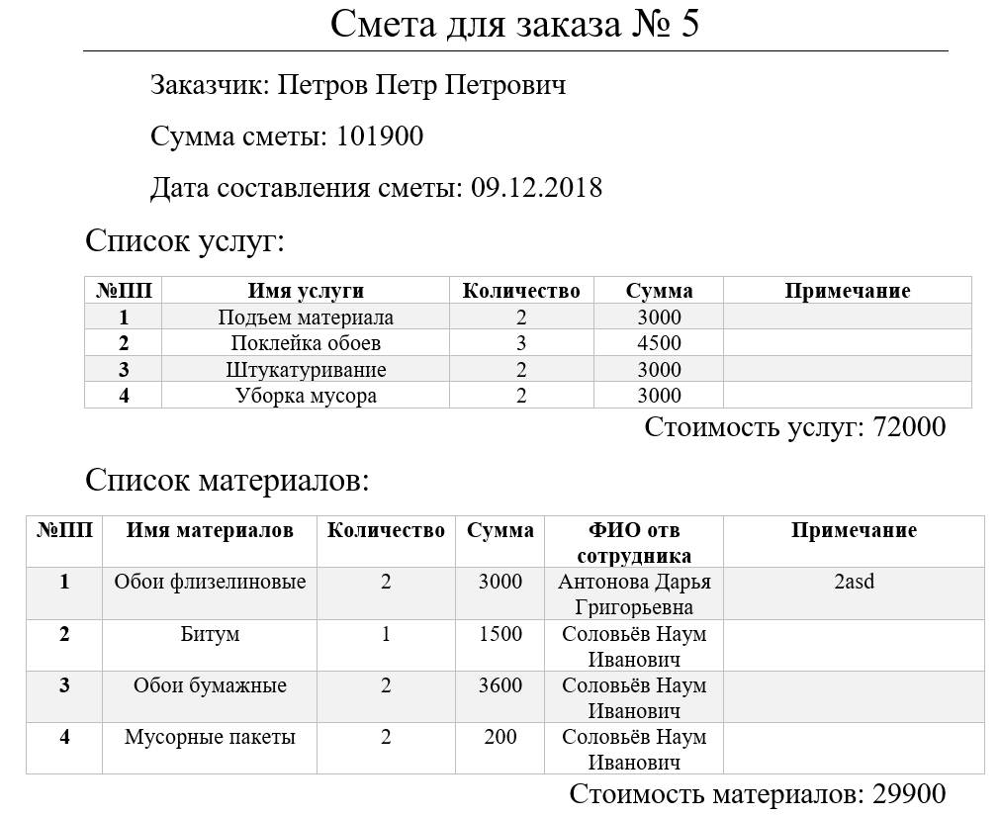 Смета для заказа № 5
Заказчик: Петров Петр Петрович
Сумма сметы: 101900
Дата составления сметы: 09.12.2018
Список услуг:
№ПП Имя услуги Количество Сумма Примечание
1 Подъем материала 2 3000
2 Поклейка обоев 3 4500
3 Штукатуривание 2 3000
4 Уборка мусора 2 3000
Стоимость услуг: 72000
Список материалов:
№ПП Имя материалов Количество Сумма ФИО отв Примечание
сотрудника
1 Обои флизелиновые 2 3000 Антонова Дарья 2asd
Григорьевна
2 Битум 1 1500 Соловьёв Наум
Иванович
3 Обои бумажные 2 3600 Соловьёв Наум
Иванович
4 Мусорные пакеты 2 200 Соловьёв Наум
Иванович
Стоимость материалов: 29900